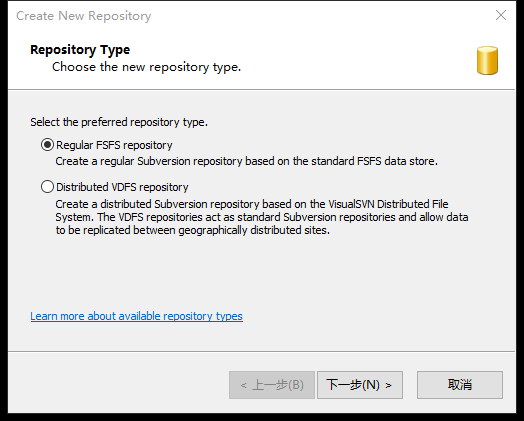 Create New Repository
Repository Type
Choose the new repository type.
Select the preferred repository type.
Regular FSFS repository
Create a regular Subversion repository based on the standard FSFS data store.
Distributed VDFS repository
Create a distributed Subversion repository based on the VisualSVN Distributed File
System. The VDFS repositories act as standard Subversion repositories and allow data
to be replicated between geographically distributed sites.
Learn more about available repository types
< 上一步(B) 下一步(N) > 取消